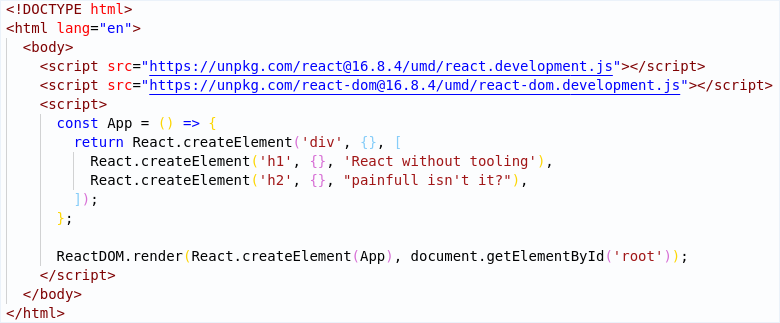 <!DOCTYPE html>
<html lang="en">
  <body>
    <script src="https://unpkg.com/react@16.8.4/umd/react.development.js"></script>
    <script src="https://unpkg.com/react-dom@16.8.4/umd/react-dom.development.js"></script>
    <script>
      const App = () => {
        return React.createElement('div', {}, [
          React.createElement('h1', {}, 'React without tooling'),
          React.createElement('h2', {}, "painfull isn't it?"),
        ]);
      };

      ReactDOM.render(React.createElement(App), document.getElementById('root'));
    </script>
  </body>
</html>